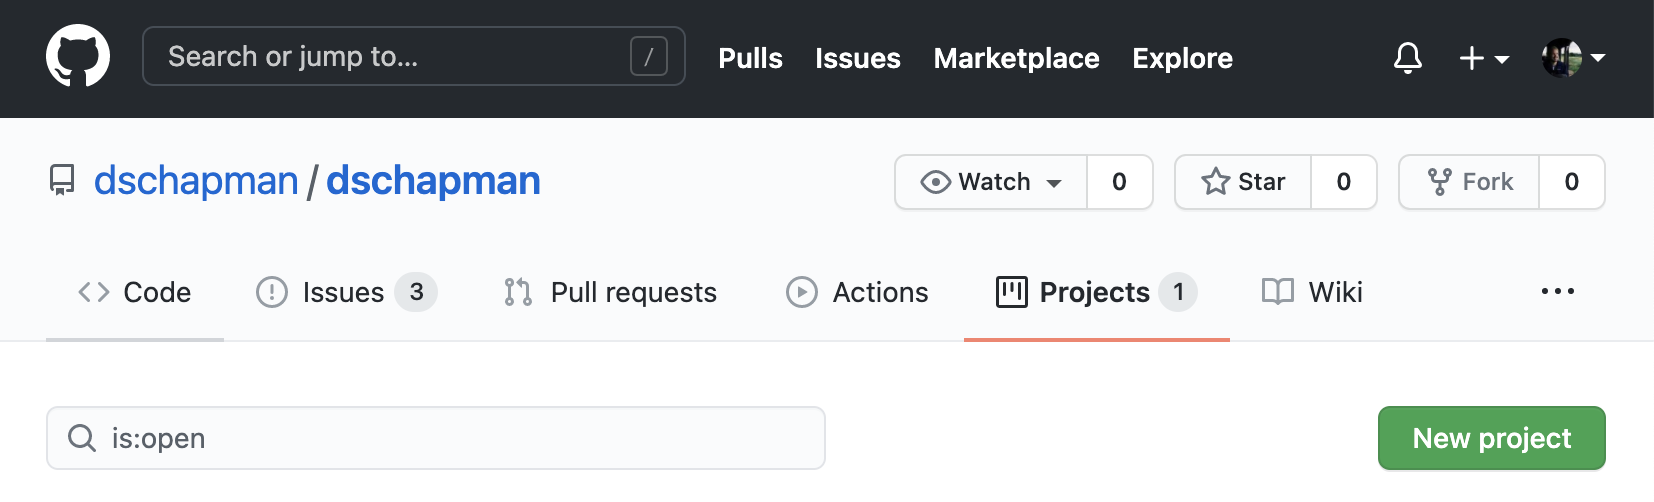 Search or jump to... / Pulls Issues Marketplace Explore
dschapman / dschapman Watch 0 Star 0 Fork 0
Code Issues 3 Pull requests Actions Projects 1 Wiki ...
is:open New project